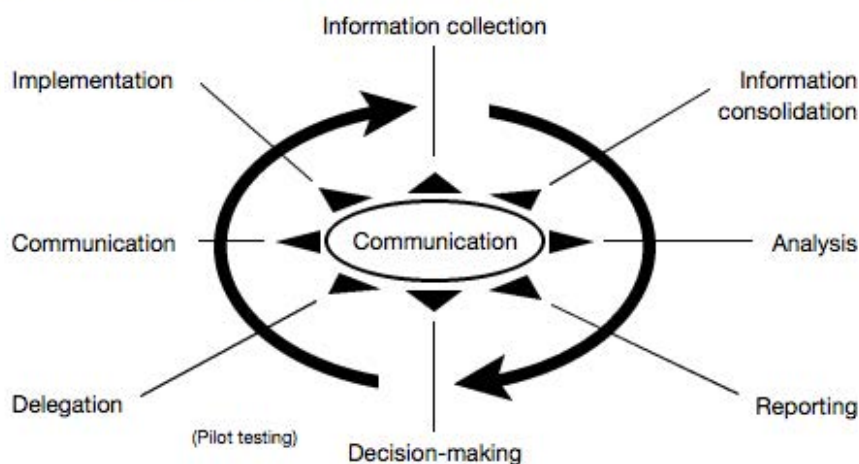 Information collection
Implementation
Information
consolidation
Communication
Communication
Analysis
Delegation
Reporting
(Pilot testing)
Decision-making